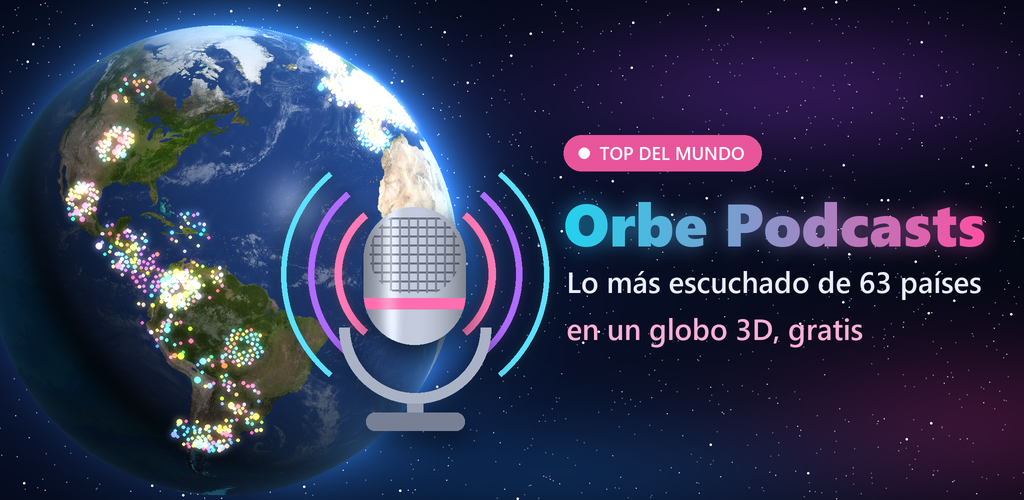 TOP DEL MUNDO
Orbe Podcasts
Lo más escuchado de 63 países
en un globo 3D, gratis